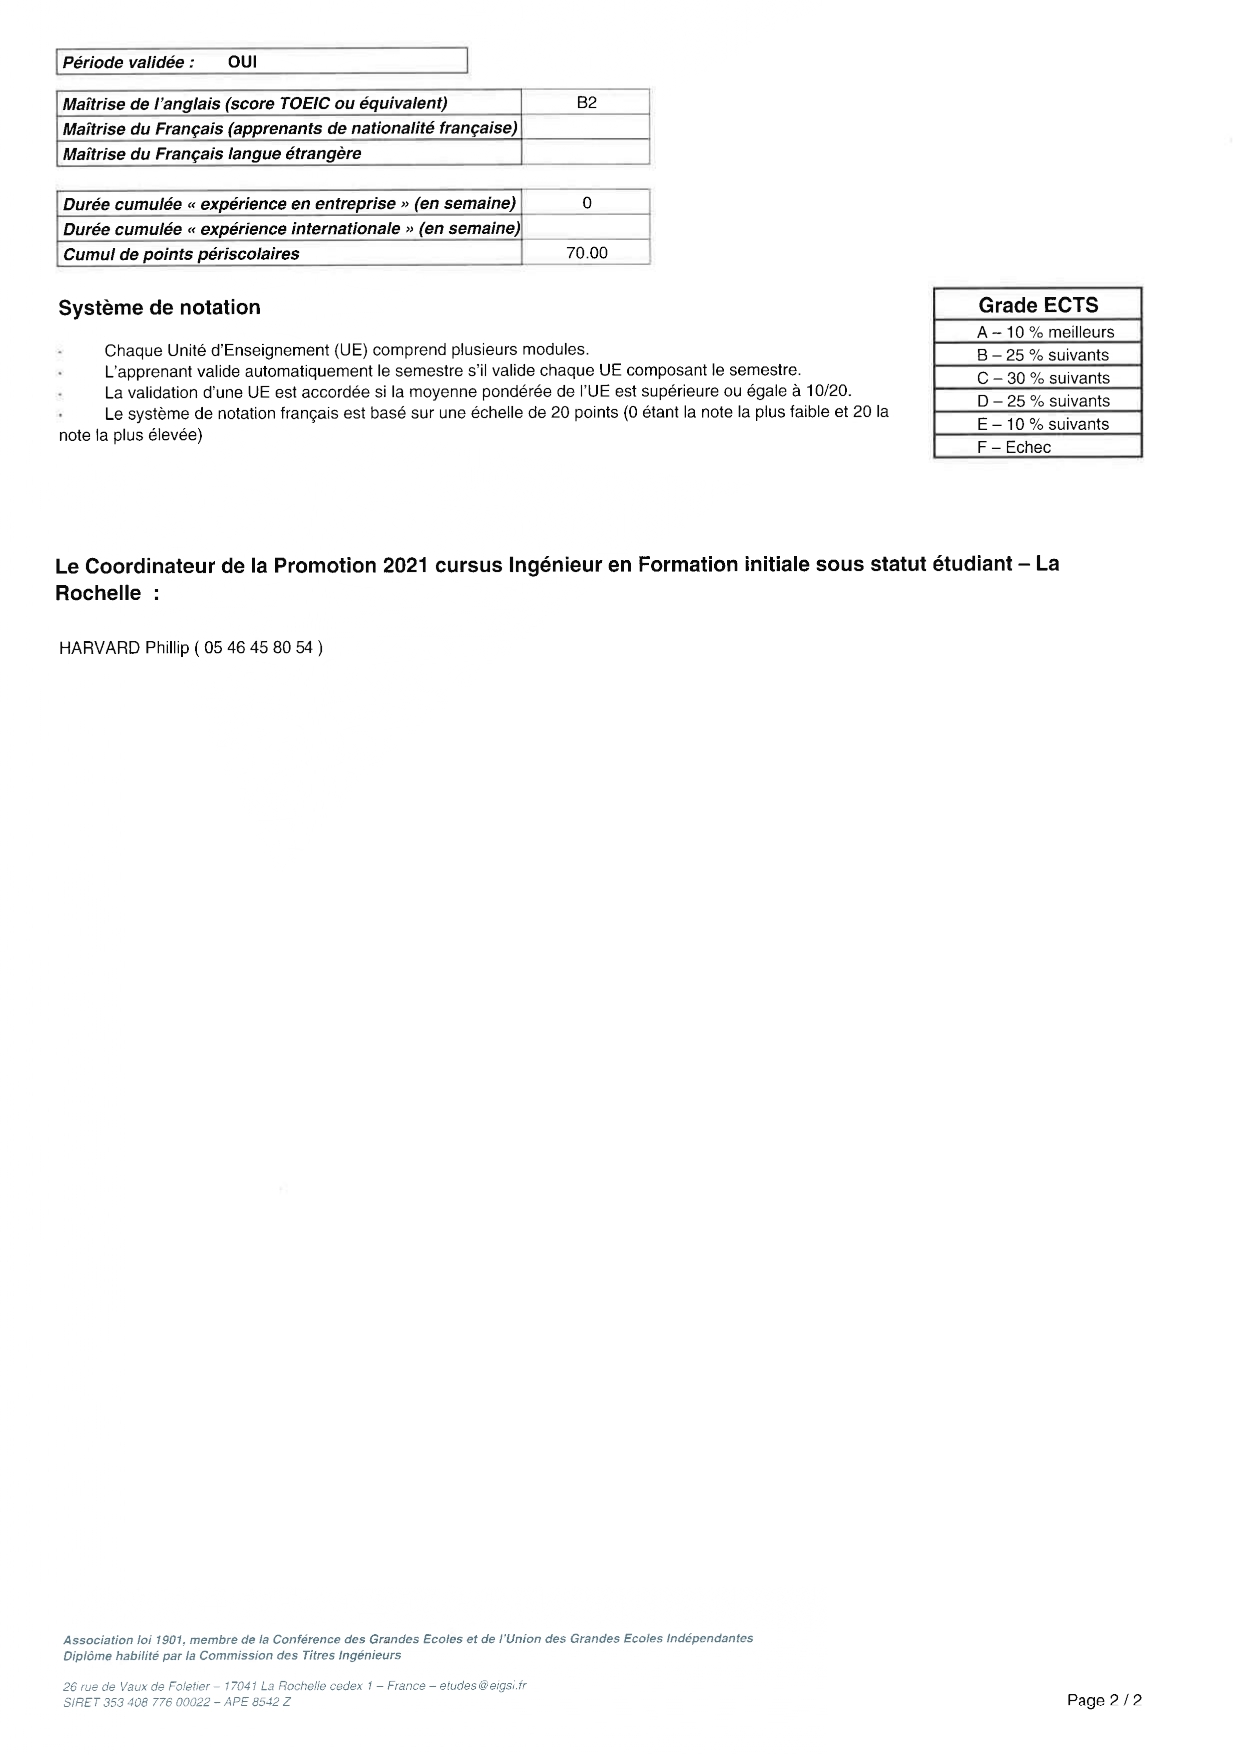 Période validée : OUI
Maîtrise de l'anglais (score TOEIC ou équivalent) B2
Maîtrise du Français (apprenants de nationalité française)
Maîtrise du Français langue étrangère
Durée cumulée « expérience en entreprise » (en semaine) 0
Durée cumulée « expérience internationale » (en semaine)
Cumul de points périscolaires 70.00
Système de notation
- Chaque Unité d'Enseignement (UE) comprend plusieurs modules.
- L'apprenant valide automatiquement le semestre s'il valide chaque UE composant le semestre.
- La validation d'une UE est accordée si la moyenne pondérée de l'UE est supérieure ou égale à 10/20.
- Le système de notation français est basé sur une échelle de 20 points (0 étant la note la plus faible et 20 la
note la plus élevée)
Grade ECTS
A – 10 % meilleurs
B – 25 % suivants
C – 30 % suivants
D – 25 % suivants
E – 10 % suivants
F – Echec
Le Coordinateur de la Promotion 2021 cursus Ingénieur en Formation initiale sous statut étudiant – La
Rochelle :
HARVARD Phillip ( 05 46 45 80 54 )
Association loi 1901, membre de la Conférence des Grandes Ecoles et de l'Union des Grandes Ecoles Indépendantes
Diplôme habilité par la Commission des Titres Ingénieurs
26 rue de Vaux de Foletier – 17041 La Rochelle cedex 1 – France – etudes@eigsi.fr
SIRET 353 408 776 00022 – APE 8542 Z
Page 2 / 2